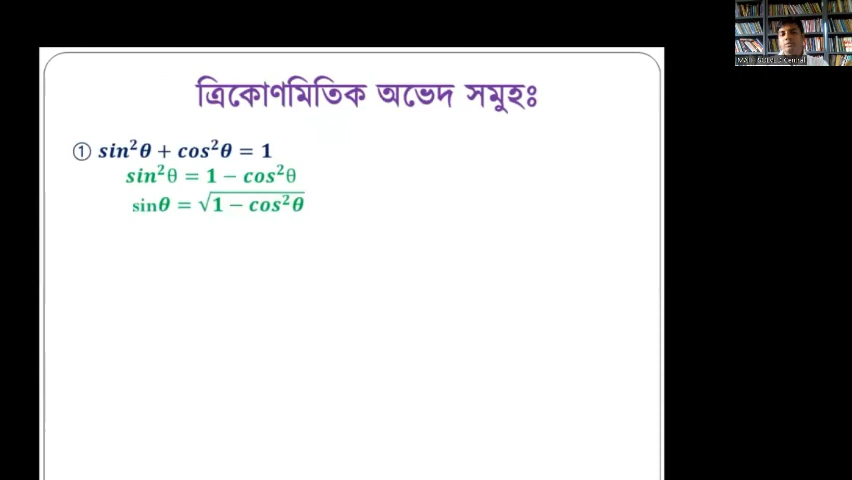 ত্রিকোণমিতিক অভেদ সমুহঃ
① sin²θ + cos²θ = 1
sin²θ = 1 − cos²θ
sinθ = √(1 − cos²θ)